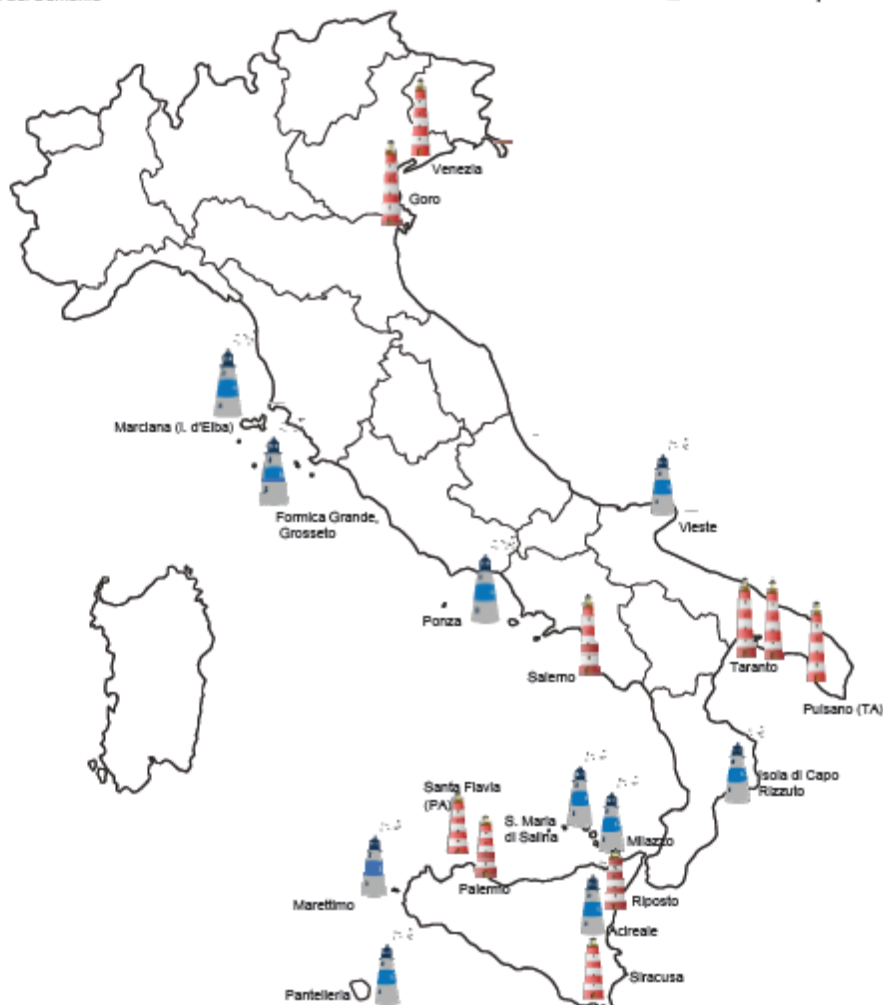 Venezia
Goro
Marciana (I. d'Elba)
Formica Grande,
Grosseto
Vieste
Ponza
Salerno
Taranto
Pulsano (TA)
Isola di Capo
Rizzuto
Santa Flavia
(PA)
S. Maria
di Salina
Milazzo
Palermo
Marettimo
Riposto
Acireale
Siracusa
Pantelleria